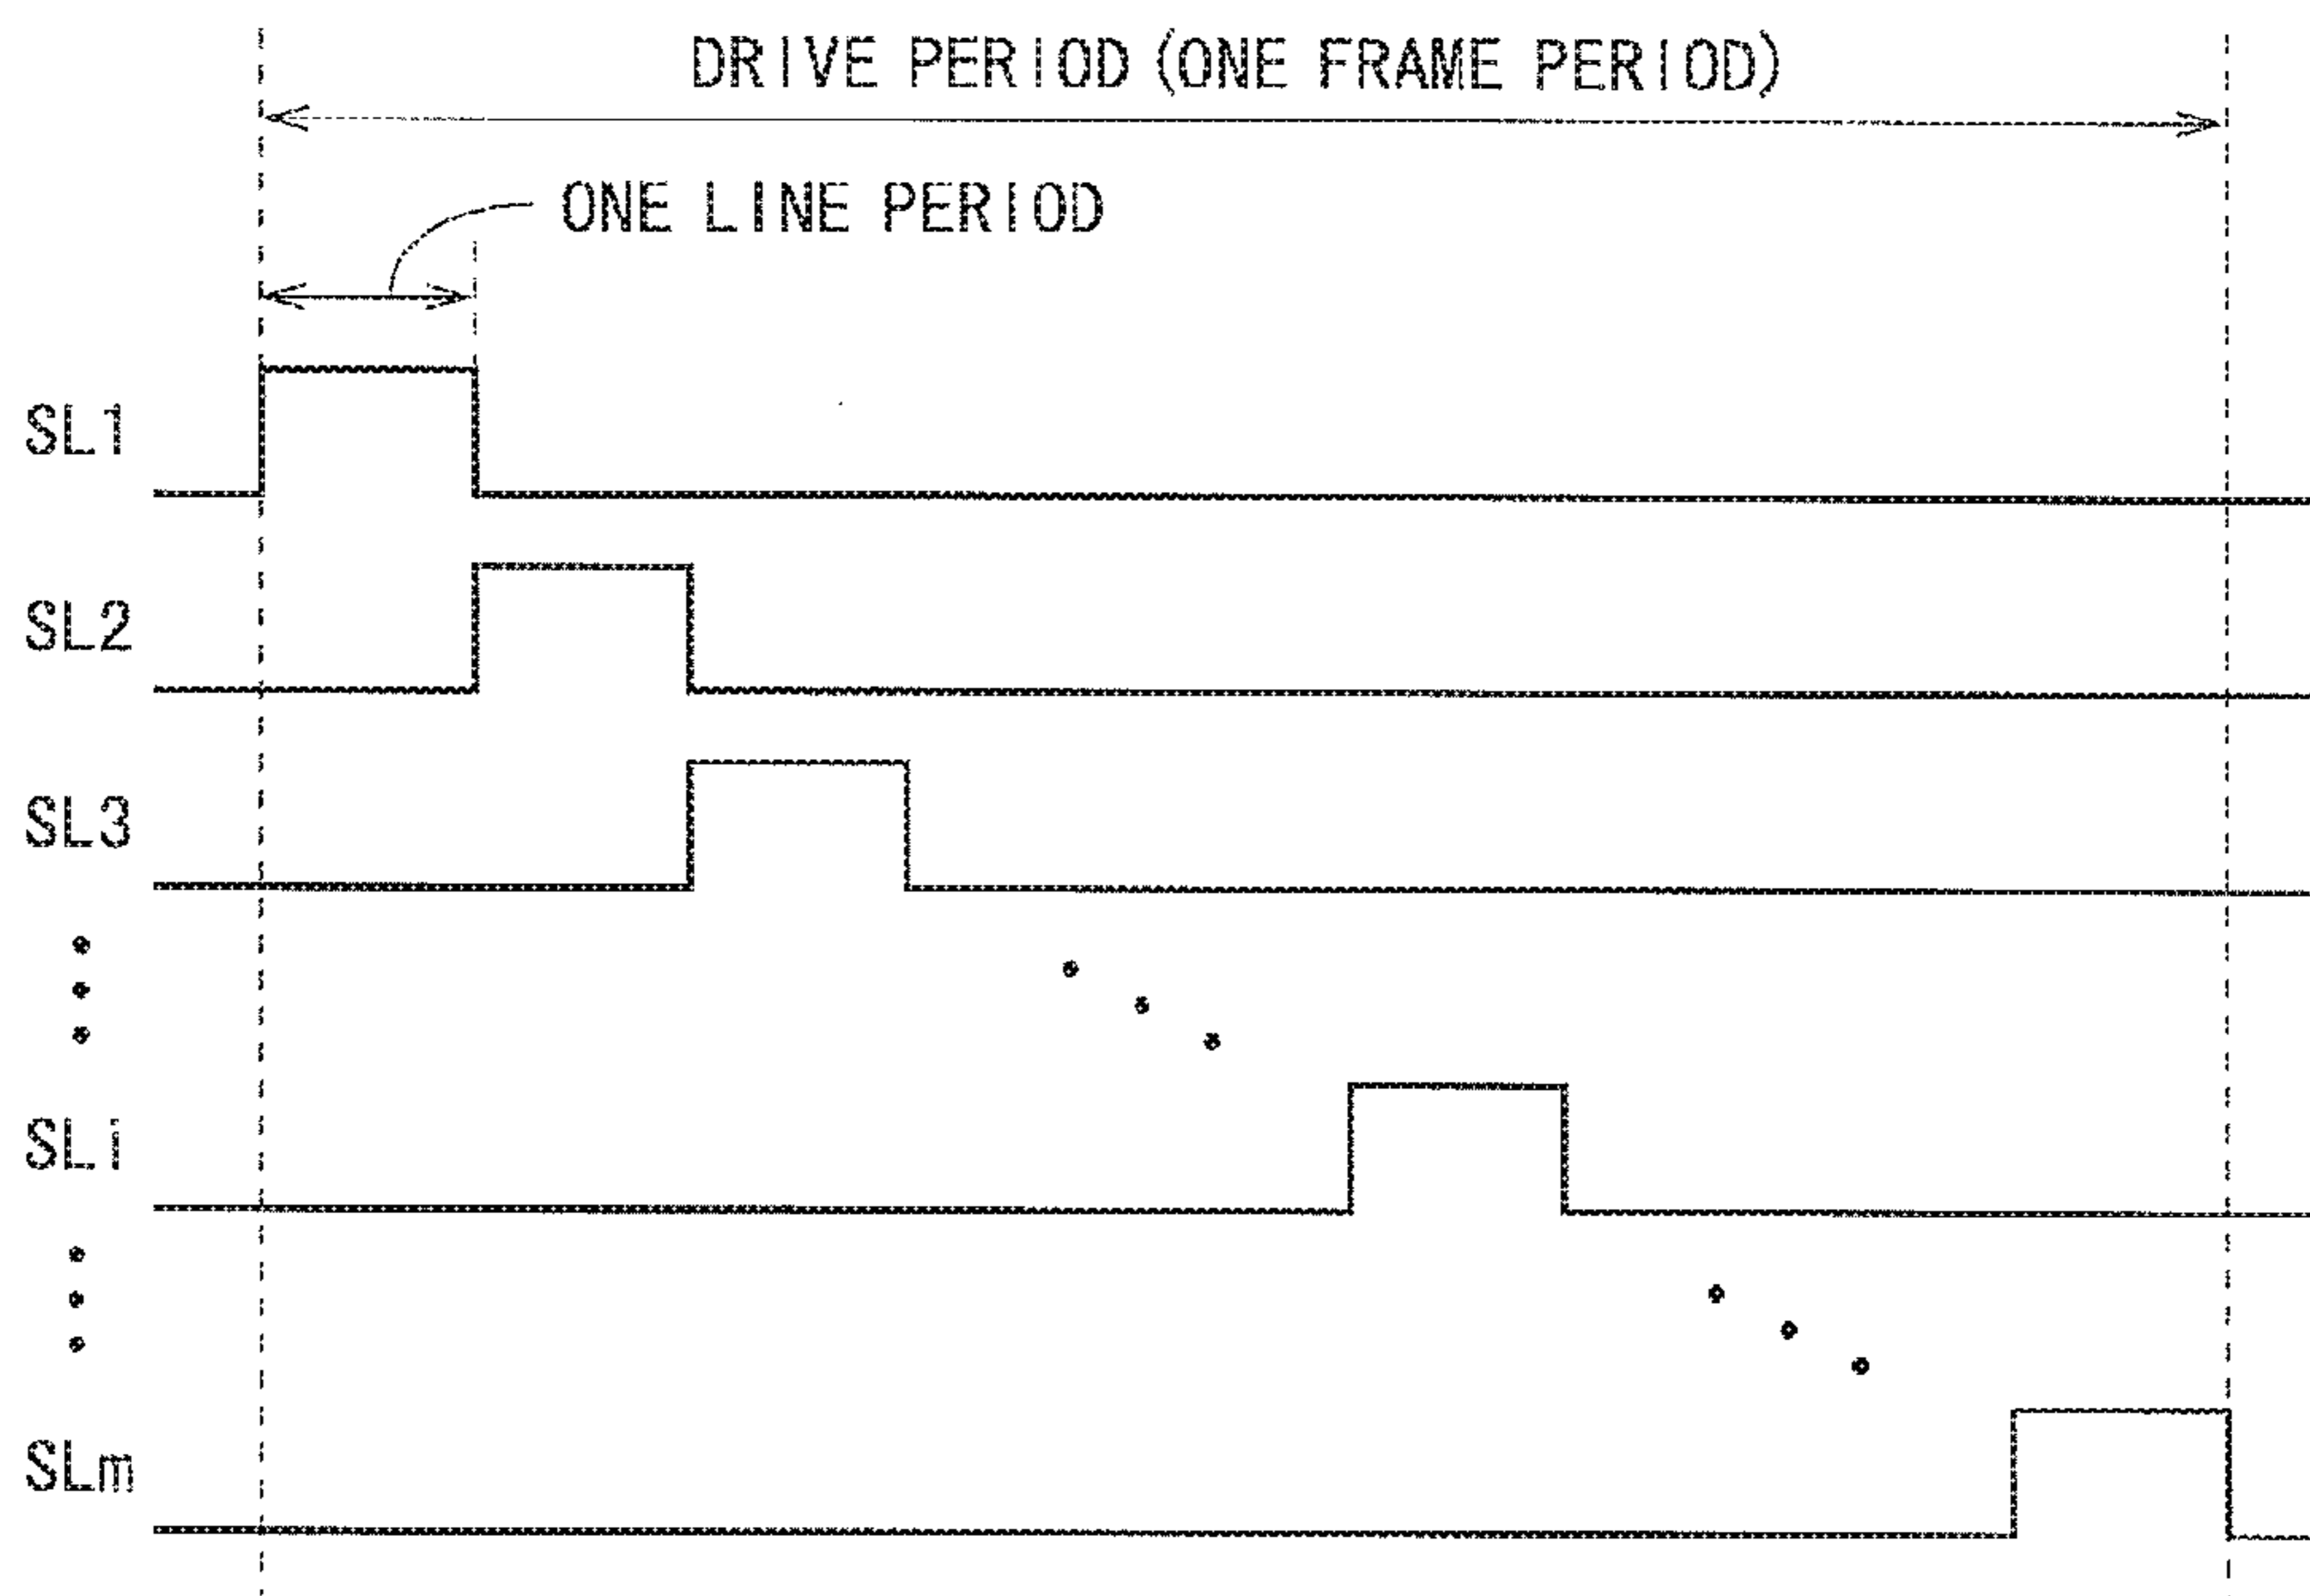 DRIVE PERIOD (ONE FRAME PERIOD)
ONE LINE PERIOD
SL1
SL2
SL3
SLi
SLm